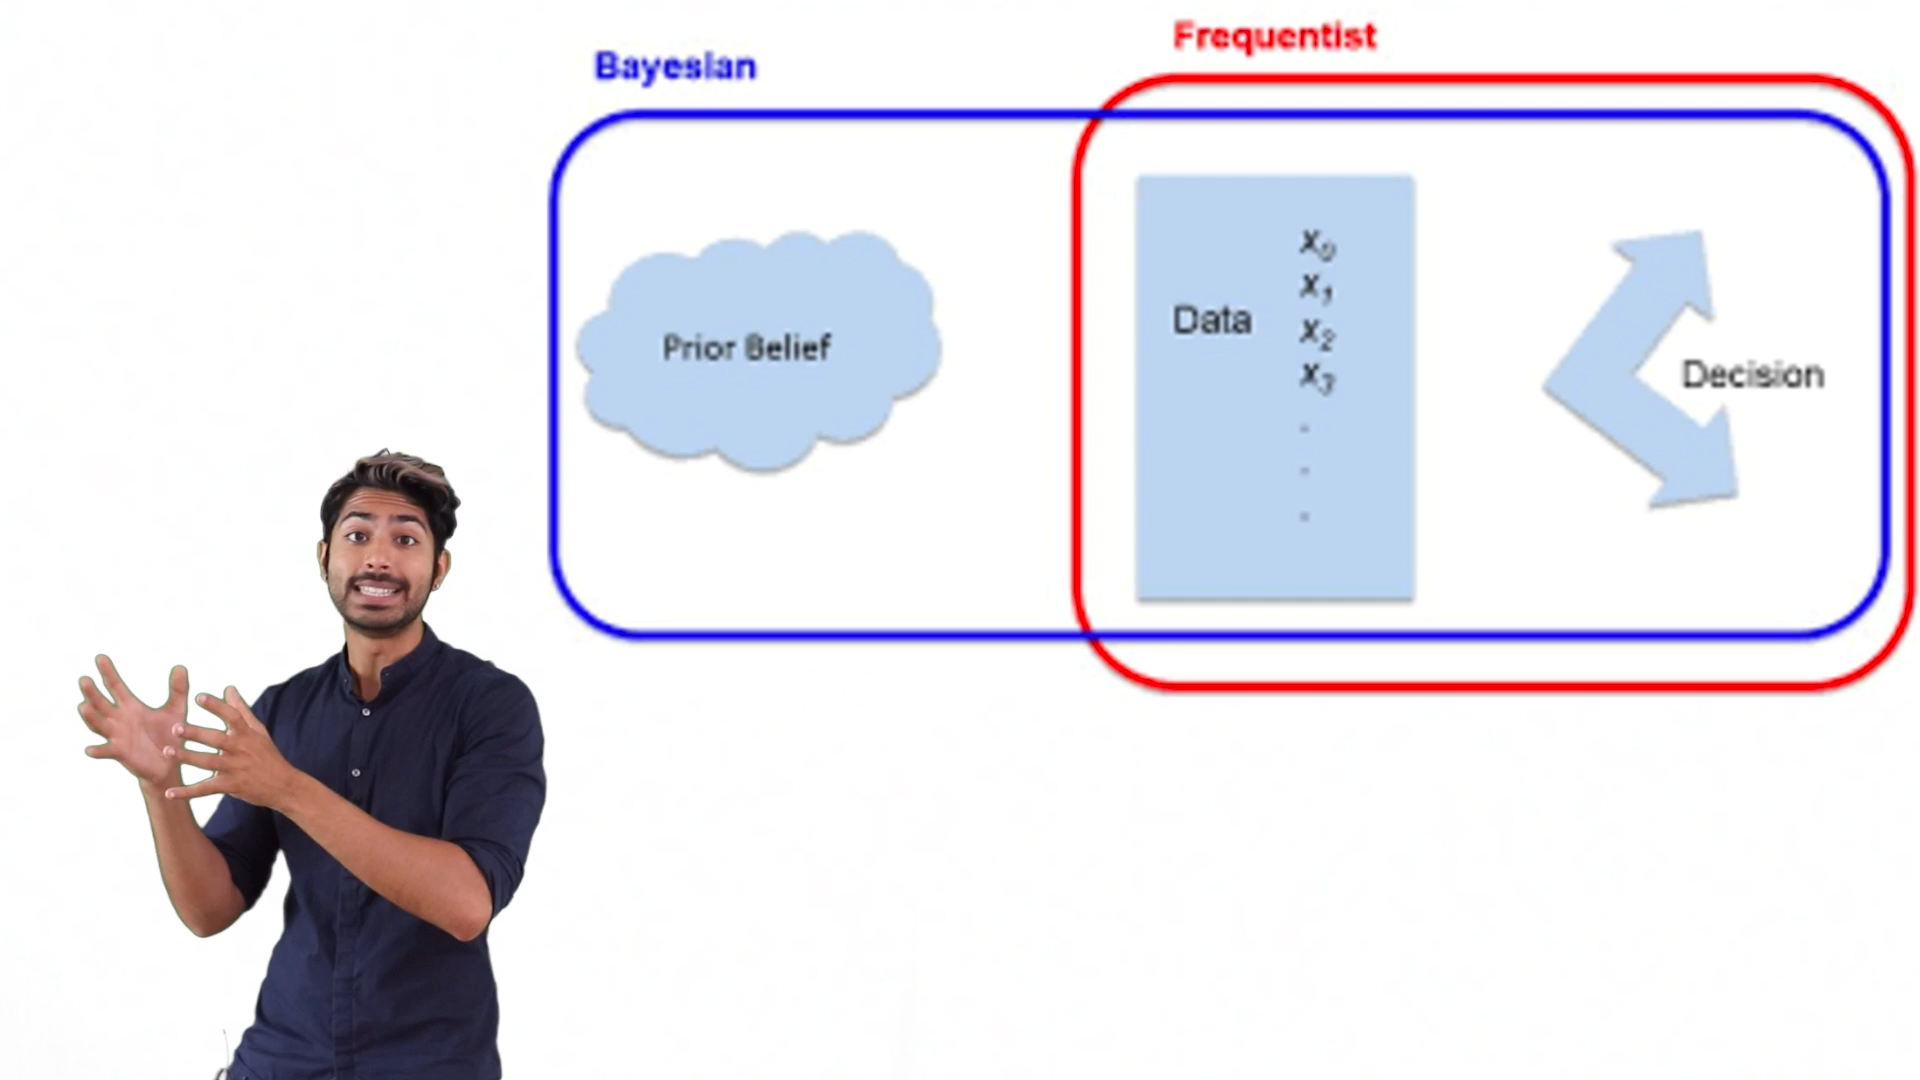 Frequentist
Bayesian
Prior Belief
Data
x0
x1
x2
x3
.
.
.
Decision